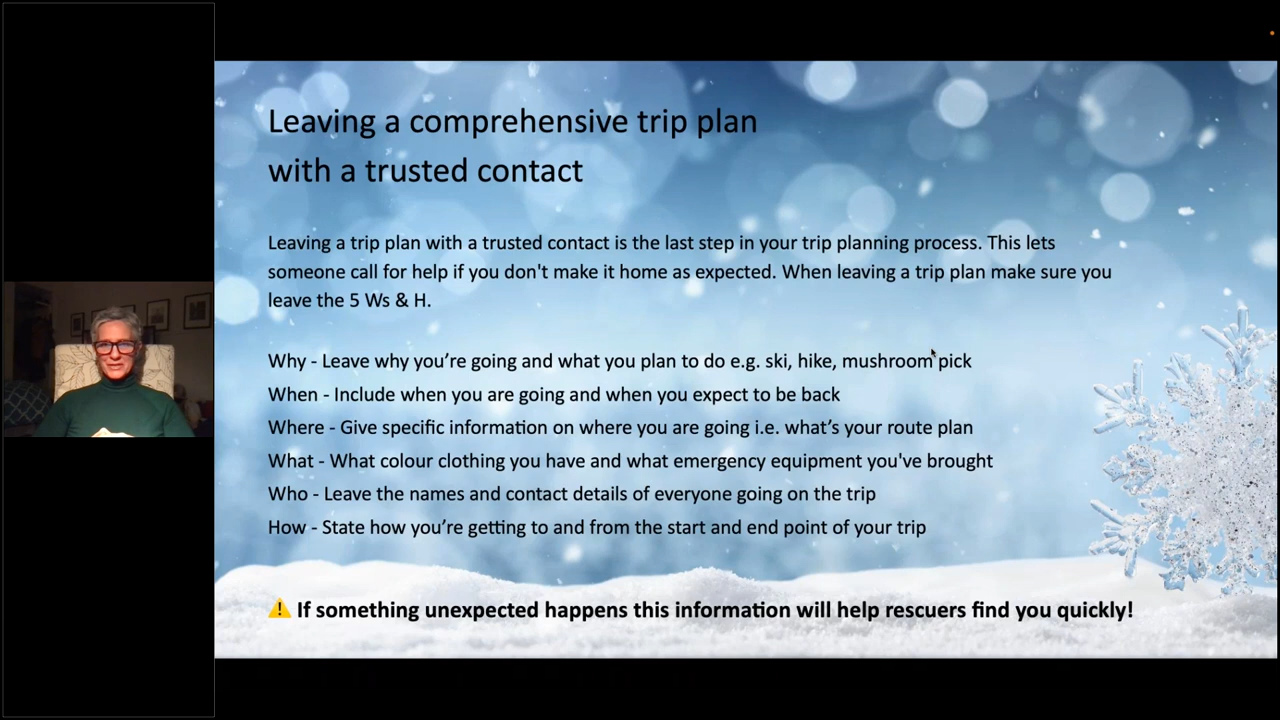 Leaving a comprehensive trip plan
with a trusted contact
Leaving a trip plan with a trusted contact is the last step in your trip planning process. This lets
someone call for help if you don't make it home as expected. When leaving a trip plan make sure you
leave the 5 Ws & H.
Why - Leave why you’re going and what you plan to do e.g. ski, hike, mushroom pick
When - Include when you are going and when you expect to be back
Where - Give specific information on where you are going i.e. what’s your route plan
What - What colour clothing you have and what emergency equipment you've brought
Who - Leave the names and contact details of everyone going on the trip
How - State how you’re getting to and from the start and end point of your trip
⚠️ If something unexpected happens this information will help rescuers find you quickly!